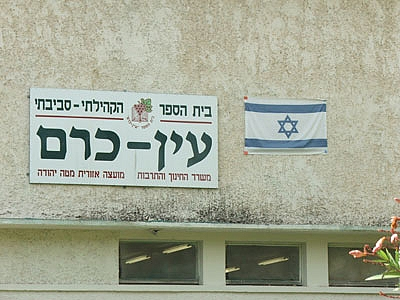 בית הספר הקהילתי-סביבתי
עין-כרם
משרד החינוך והתרבות מועצה אזורית מטה יהודה